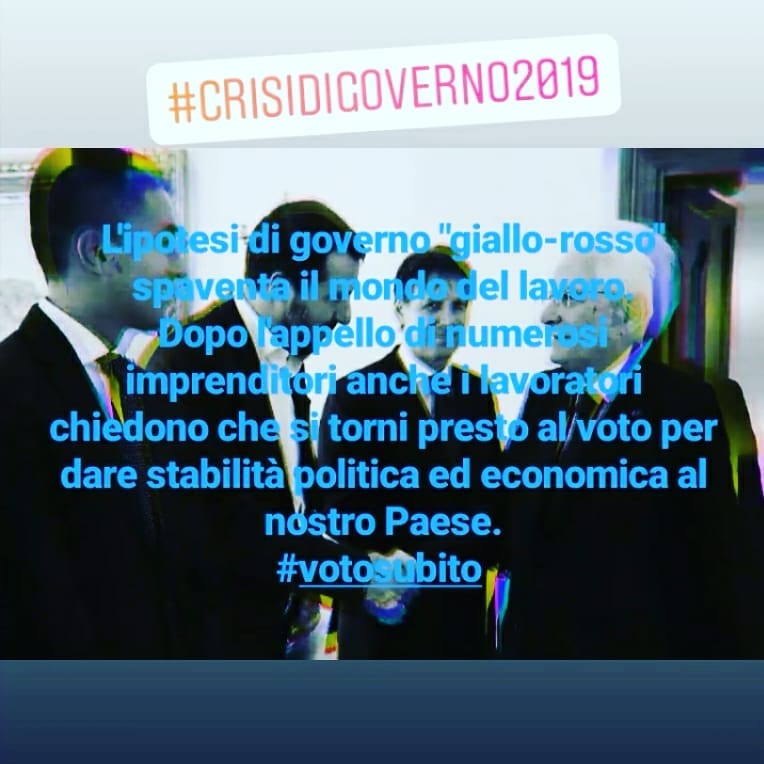 #CRISIDIGOVERNO2019
L'ipotesi di governo "giallo-rosso"
spaventa il mondo del lavoro.
Dopo l'appello di numerosi
imprenditori anche i lavoratori
chiedono che si torni presto al voto per
dare stabilità politica ed economica al
nostro Paese.
#votosubito